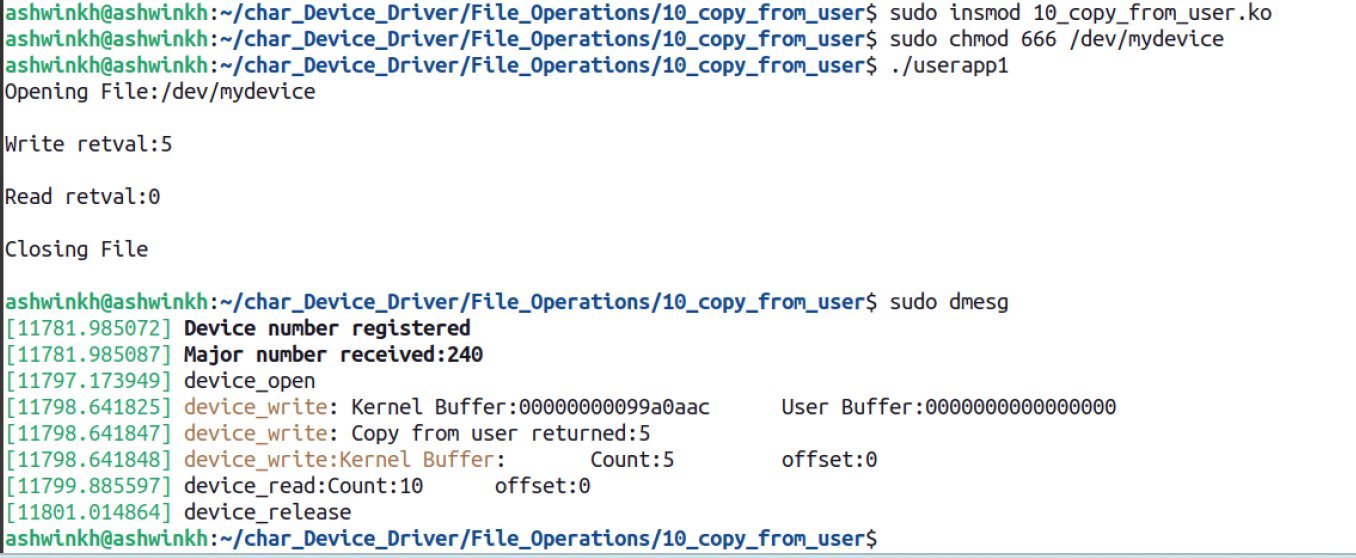 ashwinkh@ashwinkh:~/char_Device_Driver/File_Operations/10_copy_from_user$ sudo insmod 10_copy_from_user.ko
ashwinkh@ashwinkh:~/char_Device_Driver/File_Operations/10_copy_from_user$ sudo chmod 666 /dev/mydevice
ashwinkh@ashwinkh:~/char_Device_Driver/File_Operations/10_copy_from_user$ ./userapp1
Opening File:/dev/mydevice
Write retval:5
Read retval:0
Closing File
ashwinkh@ashwinkh:~/char_Device_Driver/File_Operations/10_copy_from_user$ sudo dmesg
[11781.985072] Device number registered
[11781.985087] Major number received:240
[11797.173949] device_open
[11798.641825] device_write: Kernel Buffer:00000000099a0aac      User Buffer:0000000000000000
[11798.641847] device_write: Copy from user returned:5
[11798.641848] device_write:Kernel Buffer:       Count:5         offset:0
[11799.885597] device_read:Count:10      offset:0
[11801.014864] device_release
ashwinkh@ashwinkh:~/char_Device_Driver/File_Operations/10_copy_from_user$